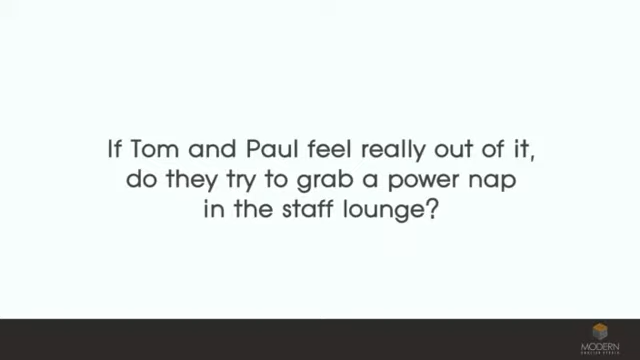 If Tom and Paul feel really out of it,
do they try to grab a power nap
in the staff lounge?
MODERN